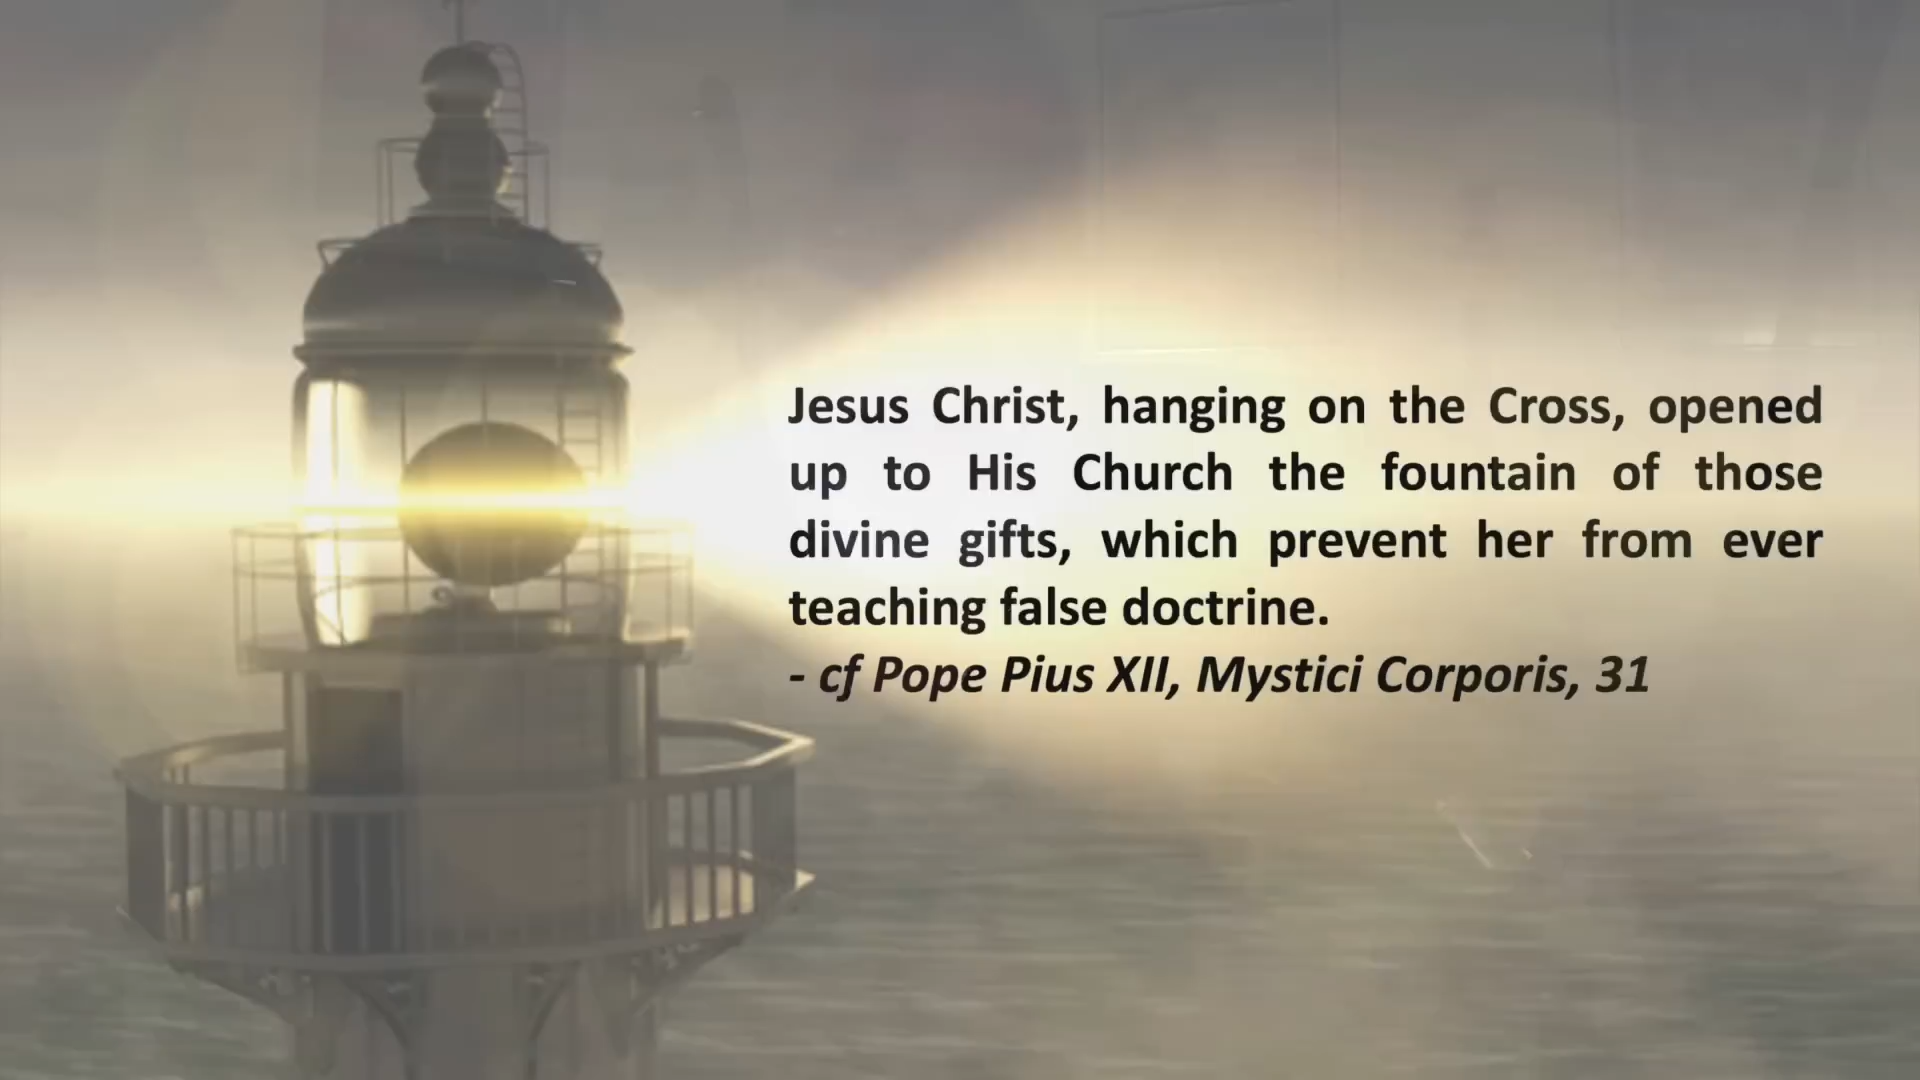 Jesus Christ, hanging on the Cross, opened
up to His Church the fountain of those
divine gifts, which prevent her from ever
teaching false doctrine.
- cf Pope Pius XII, Mystici Corporis, 31